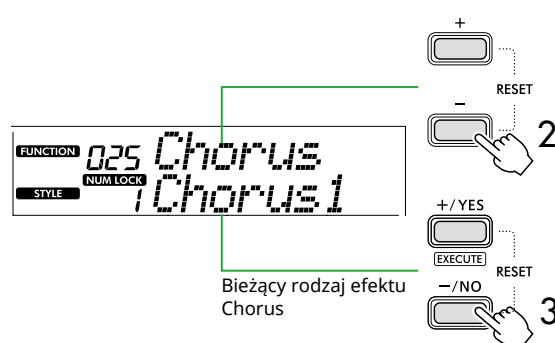 +
RESET
-
2
FUNCTION 025 Chorus
NUM LOCK
STYLE 1 Chorus1
+/YES
EXECUTE
RESET
-/NO
3
Bieżący rodzaj efektu
Chorus